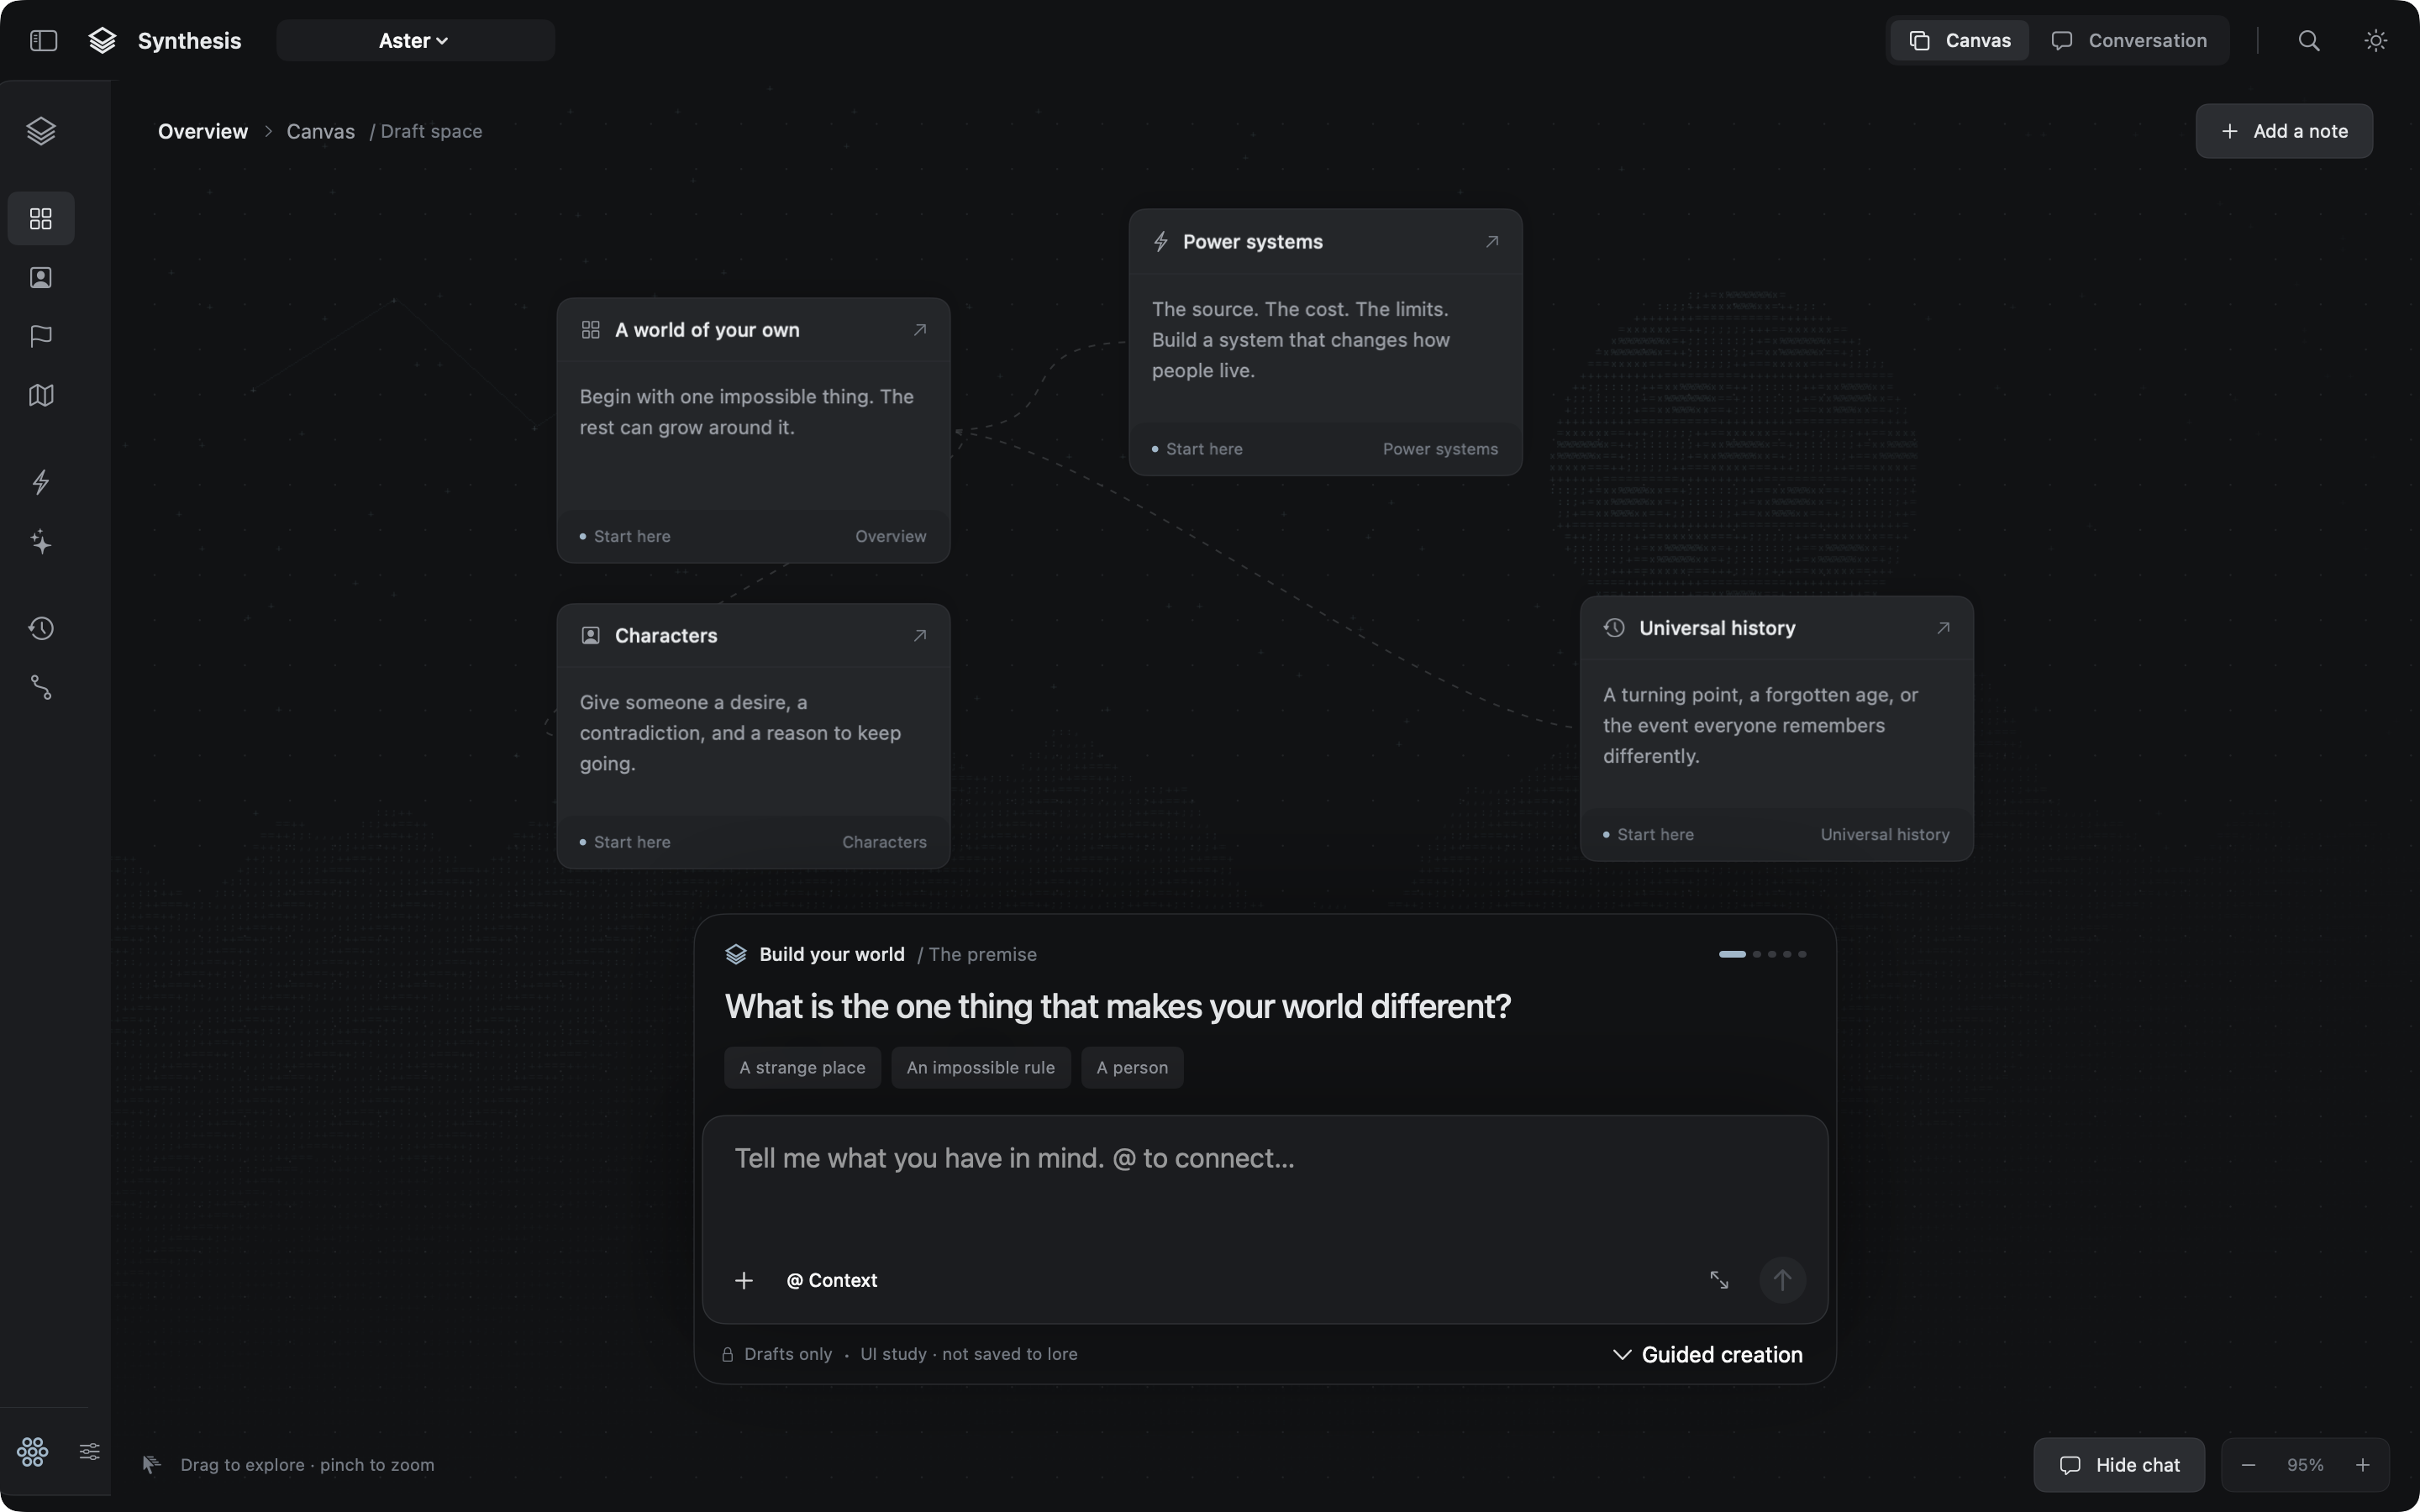 Synthesis
Aster
Canvas
Conversation
Overview > Canvas / Draft space
+ Add a note
Power systems
The source. The cost. The limits.
Build a system that changes how
people live.
• Start here
Power systems
A world of your own
Begin with one impossible thing. The
rest can grow around it.
• Start here
Overview
Characters
Give someone a desire, a
contradiction, and a reason to keep
going.
• Start here
Characters
Universal history
A turning point, a forgotten age, or
the event everyone remembers
differently.
• Start here
Universal history
Build your world / The premise
What is the one thing that makes your world different?
A strange place
An impossible rule
A person
Tell me what you have in mind. @ to connect...
@ Context
Drafts only • UI study · not saved to lore
Guided creation
Drag to explore · pinch to zoom
Hide chat
− 95% +